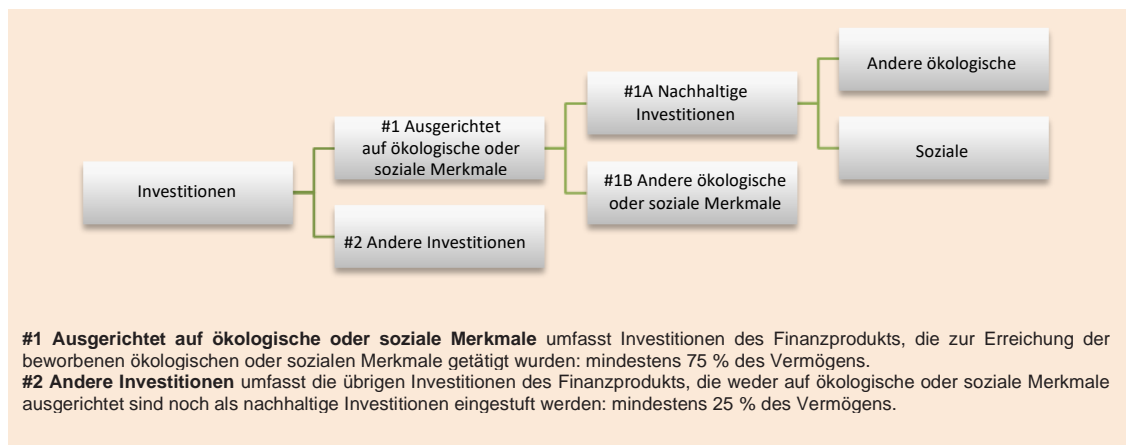 Andere ökologische
#1A Nachhaltige
Investitionen
#1 Ausgerichtet
auf ökologische oder
soziale Merkmale
Soziale
Investitionen
#1B Andere ökologische
oder soziale Merkmale
#2 Andere Investitionen
#1 Ausgerichtet auf ökologische oder soziale Merkmale umfasst Investitionen des Finanzprodukts, die zur Erreichung der
beworbenen ökologischen oder sozialen Merkmale getätigt wurden: mindestens 75 % des Vermögens.
#2 Andere Investitionen umfasst die übrigen Investitionen des Finanzprodukts, die weder auf ökologische oder soziale Merkmale
ausgerichtet sind noch als nachhaltige Investitionen eingestuft werden: mindestens 25 % des Vermögens.